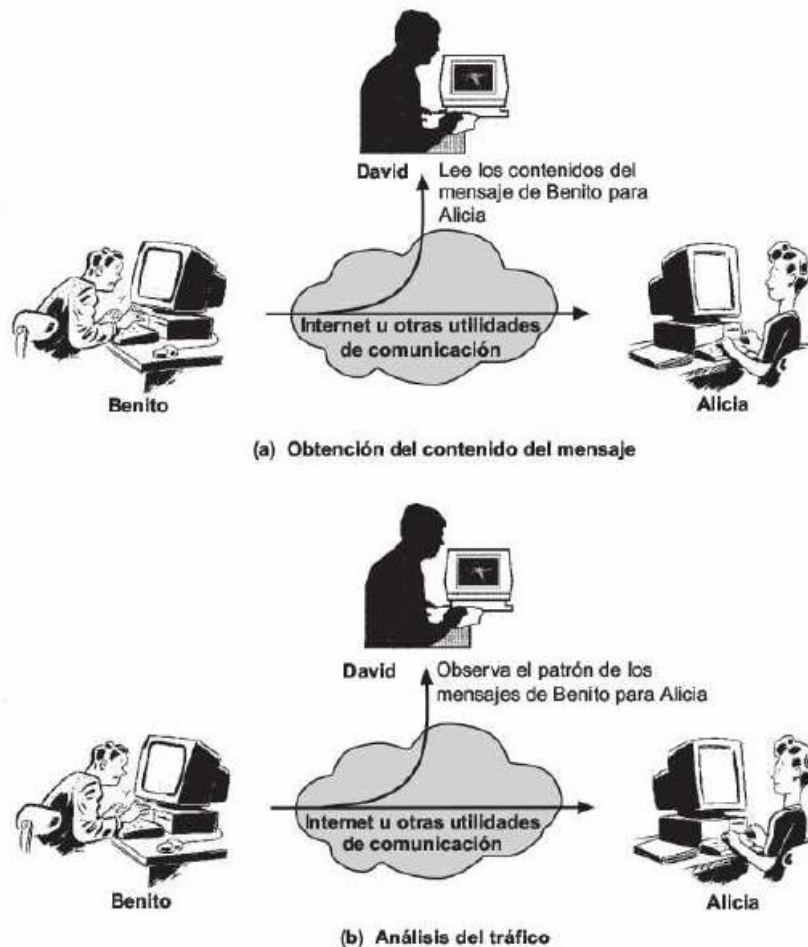 David
Lee los contenidos del
mensaje de Benito para
Alicia
Internet u otras utilidades
de comunicación
Benito
Alicia
(a) Obtención del contenido del mensaje
David
Observa el patrón de los
mensajes de Benito para Alicia
Internet u otras utilidades
de comunicación
Benito
Alicia
(b) Análisis del tráfico